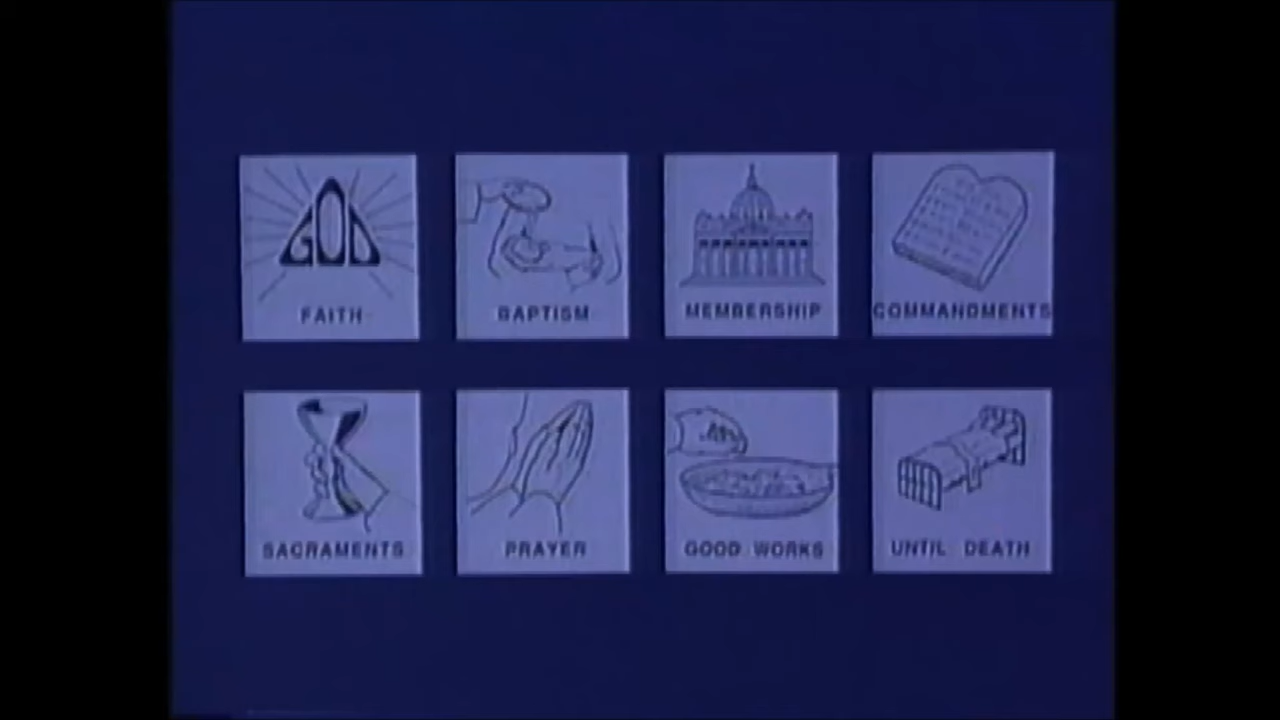 GOD
FAITH
BAPTISM
MEMBERSHIP
COMMANDMENTS
SACRAMENTS
PRAYER
GOOD WORKS
UNTIL DEATH